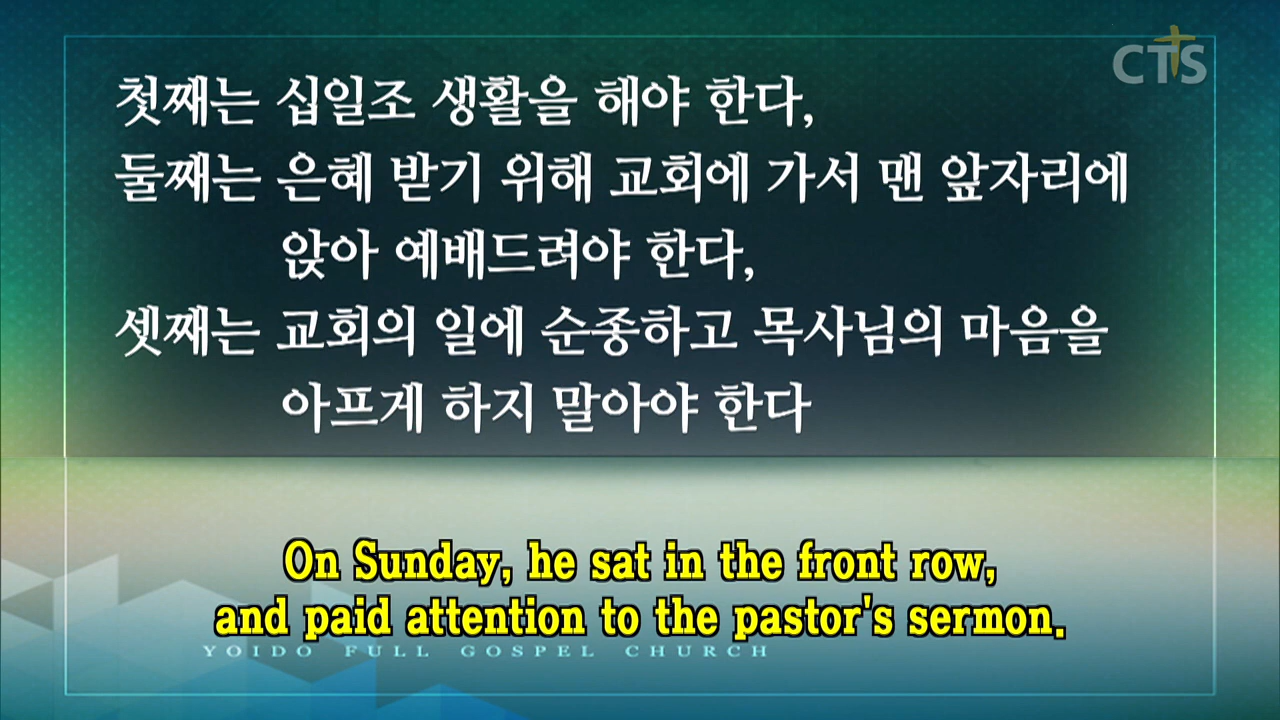 CTS
첫째는 십일조 생활을 해야 한다,
둘째는 은혜 받기 위해 교회에 가서 맨 앞자리에
앉아 예배드려야 한다,
셋째는 교회의 일에 순종하고 목사님의 마음을
아프게 하지 말아야 한다
On Sunday, he sat in the front row,
and paid attention to the pastor's sermon.
YOIDO FULL GOSPEL CHURCH